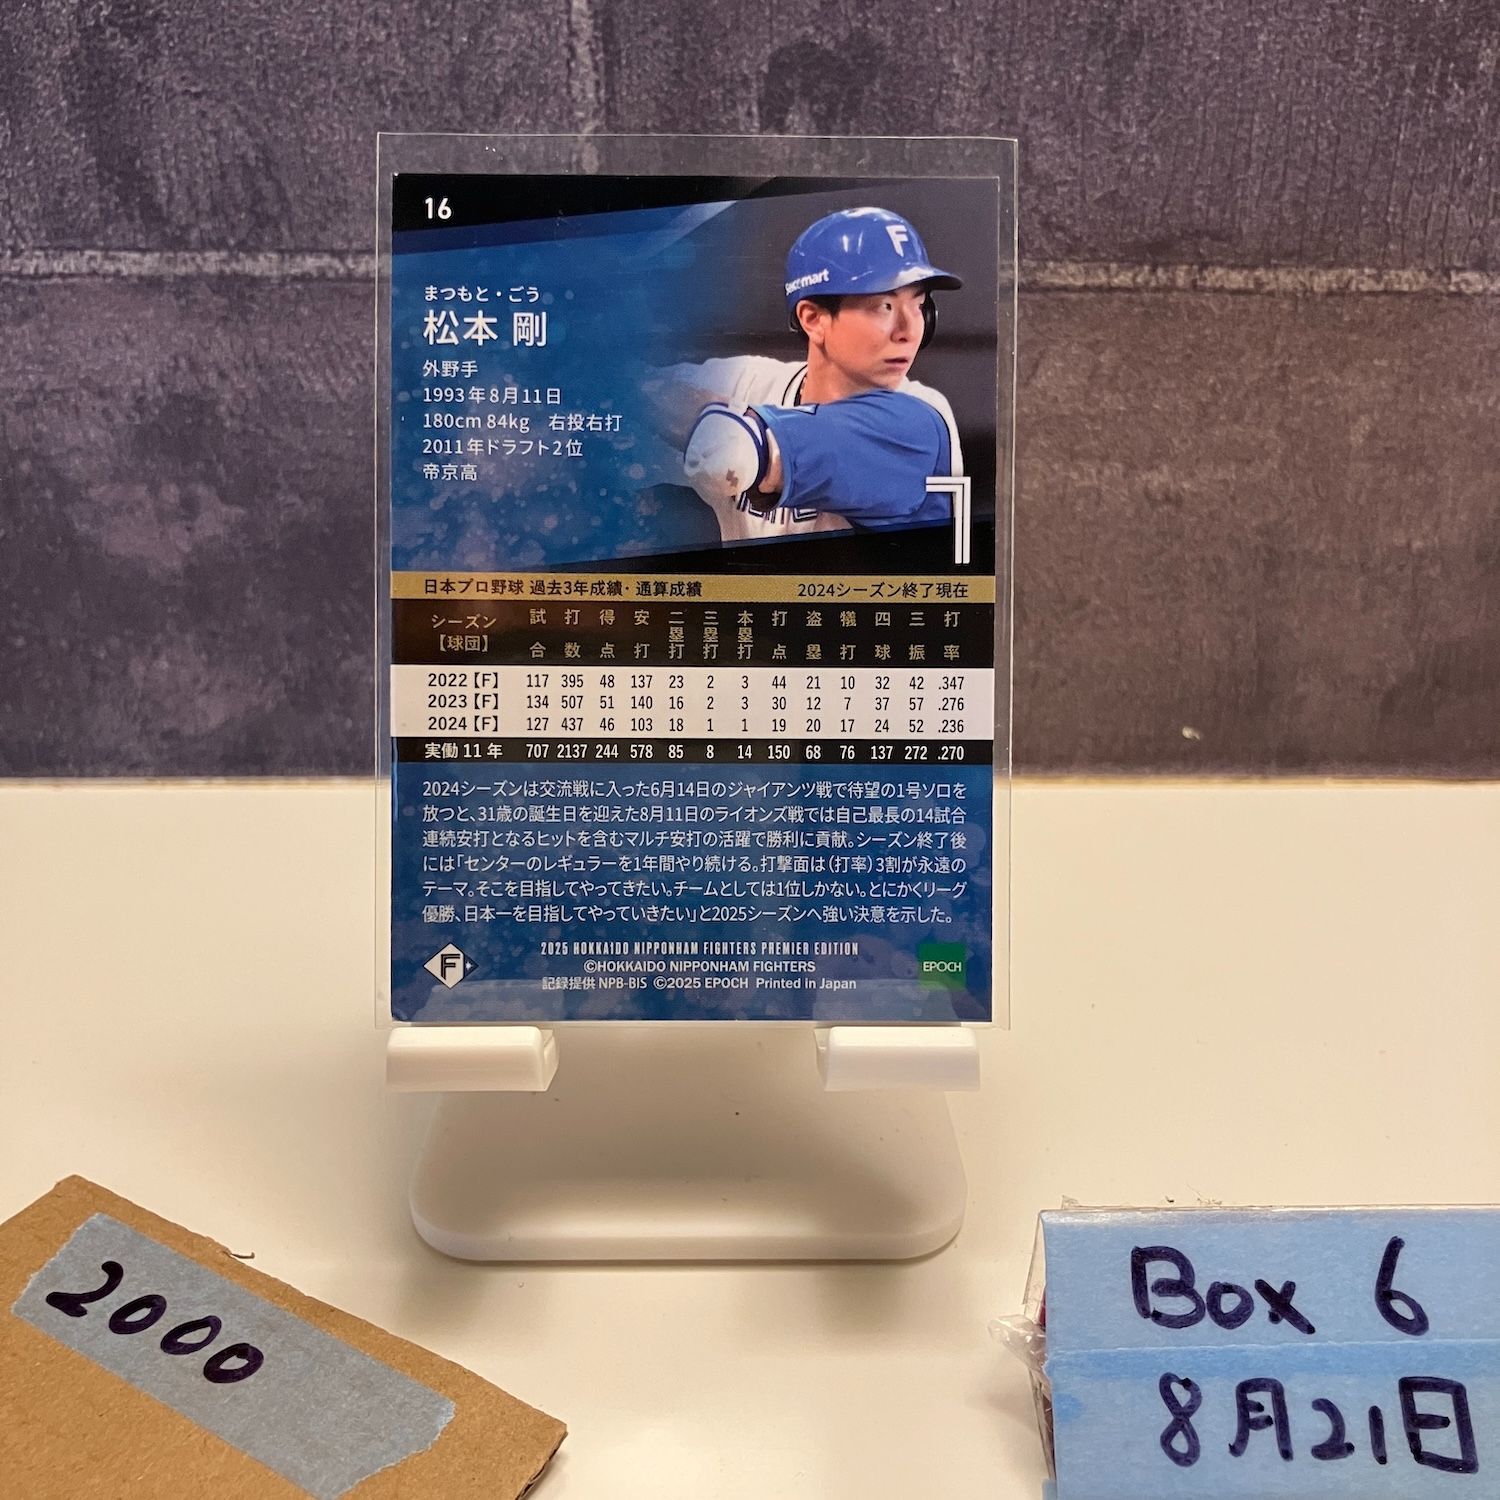 16
F
mart
まつもと・ごう
松本 剛
外野手
1993年8月11日
180cm 84kg 右投右打
2011年ドラフト2位
帝京高
7
日本プロ野球 過去3年成績・通算成績 2024シーズン終了現在
シーズン【球団】 試合 打数 得点 安打 二塁打 三塁打 本塁打 打点 盗塁 犠打 四球 三振 打率
2022【F】 117 395 48 137 23 2 3 44 21 10 32 42 .347
2023【F】 134 507 51 140 16 2 3 30 12 7 37 57 .276
2024【F】 127 437 46 103 18 1 1 19 20 17 24 52 .236
実働11年 707 2137 244 578 85 8 14 150 68 76 137 272 .270
2024シーズンは交流戦に入った6月14日のジャイアンツ戦で待望の1号ソロを
放つと、31歳の誕生日を迎えた8月11日のライオンズ戦では自己最長の14試合
連続安打となるヒットを含むマルチ安打の活躍で勝利に貢献。シーズン終了後
には「センターのレギュラーを1年間やり続ける。打撃面は(打率)3割が永遠の
テーマ。そこを目指してやってきたい。チームとしては1位しかない。とにかくリーグ
優勝、日本一を目指してやっていきたい」と2025シーズンへ強い決意を示した。
2025 HOKKAIDO NIPPONHAM FIGHTERS PREMIER EDITION
©HOKKAIDO NIPPONHAM FIGHTERS
記録提供 NPB-BIS ©2025 EPOCH Printed in Japan
F
EPOCH
2000
Box 6
8月21日